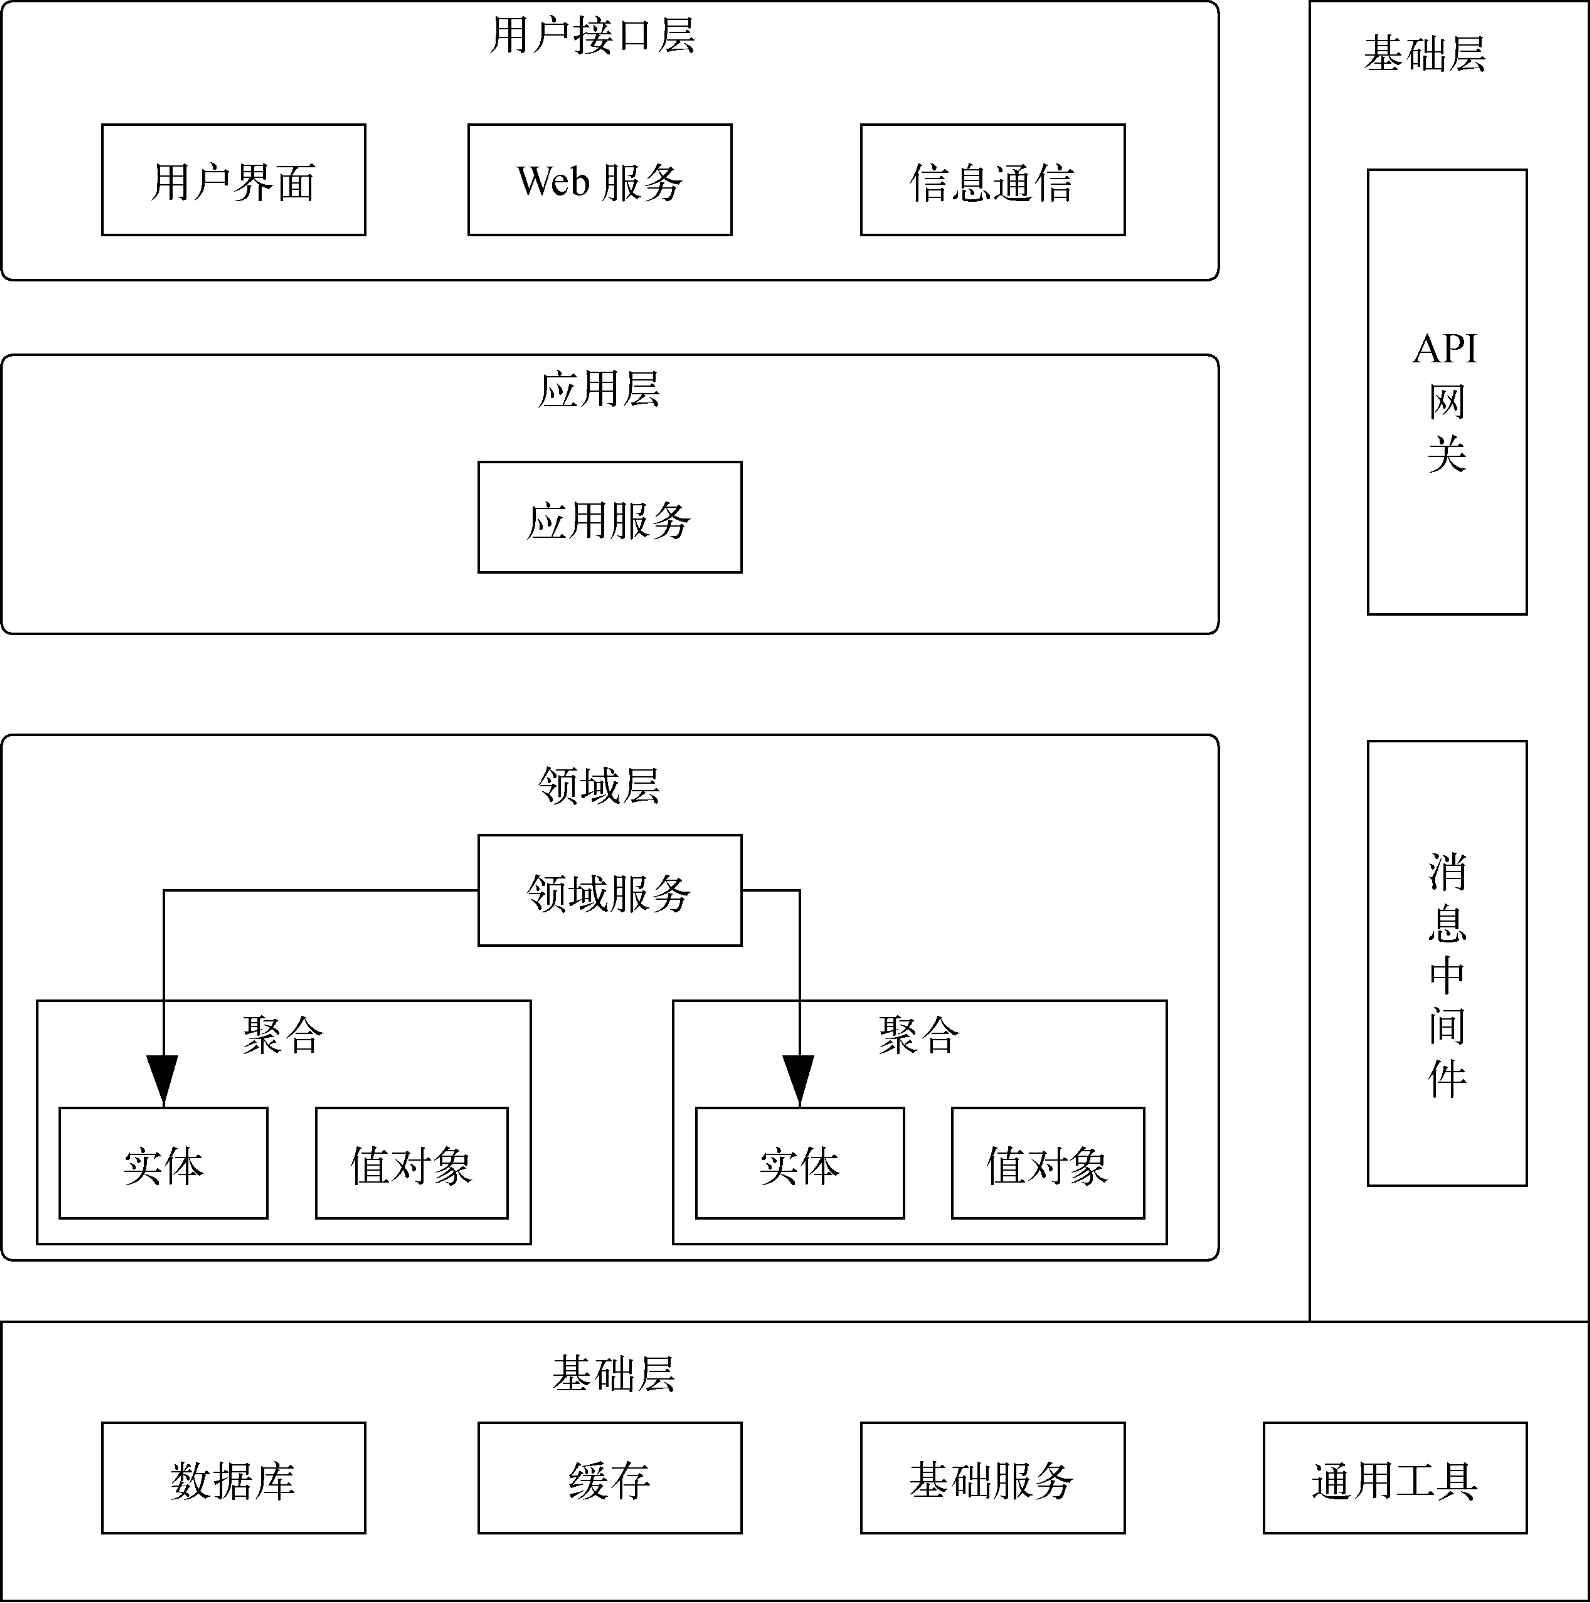 用户接口层
用户界面
Web 服务
信息通信
应用层
应用服务
领域层
领域服务
聚合
实体
值对象
聚合
实体
值对象
基础层
API
网
关
消
息
中
间
件
基础层
数据库
缓存
基础服务
通用工具